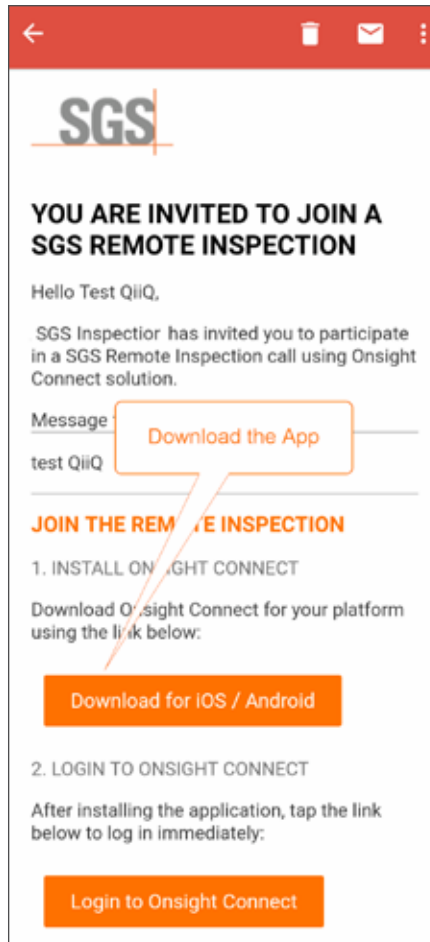 SGS
YOU ARE INVITED TO JOIN A
SGS REMOTE INSPECTION
Hello Test QiiQ,
SGS Inspectior has invited you to participate
in a SGS Remote Inspection call using Onsight
Connect solution.
Message
Download the App
test QiiQ
JOIN THE REM TE INSPECTION
1. INSTALL ON IGHT CONNECT
Download O sight Connect for your platform
using the li k below:
Download for iOS / Android
2. LOGIN TO ONSIGHT CONNECT
After installing the application, tap the link
below to log in immediately:
Login to Onsight Connect